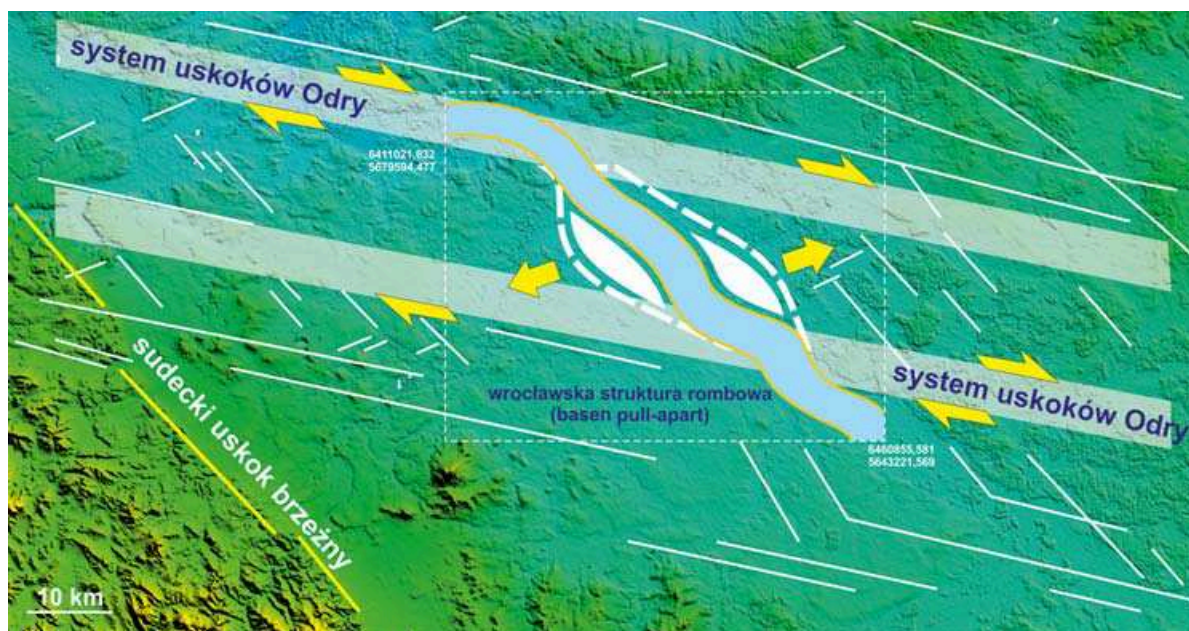 system uskoków Odry
6411021,632
5679594,477
wrocławska struktura rombowa
(basen pull-apart)
system uskoków Odry
6460855,581
5643221,569
sudecki uskok brzeżny
10 km